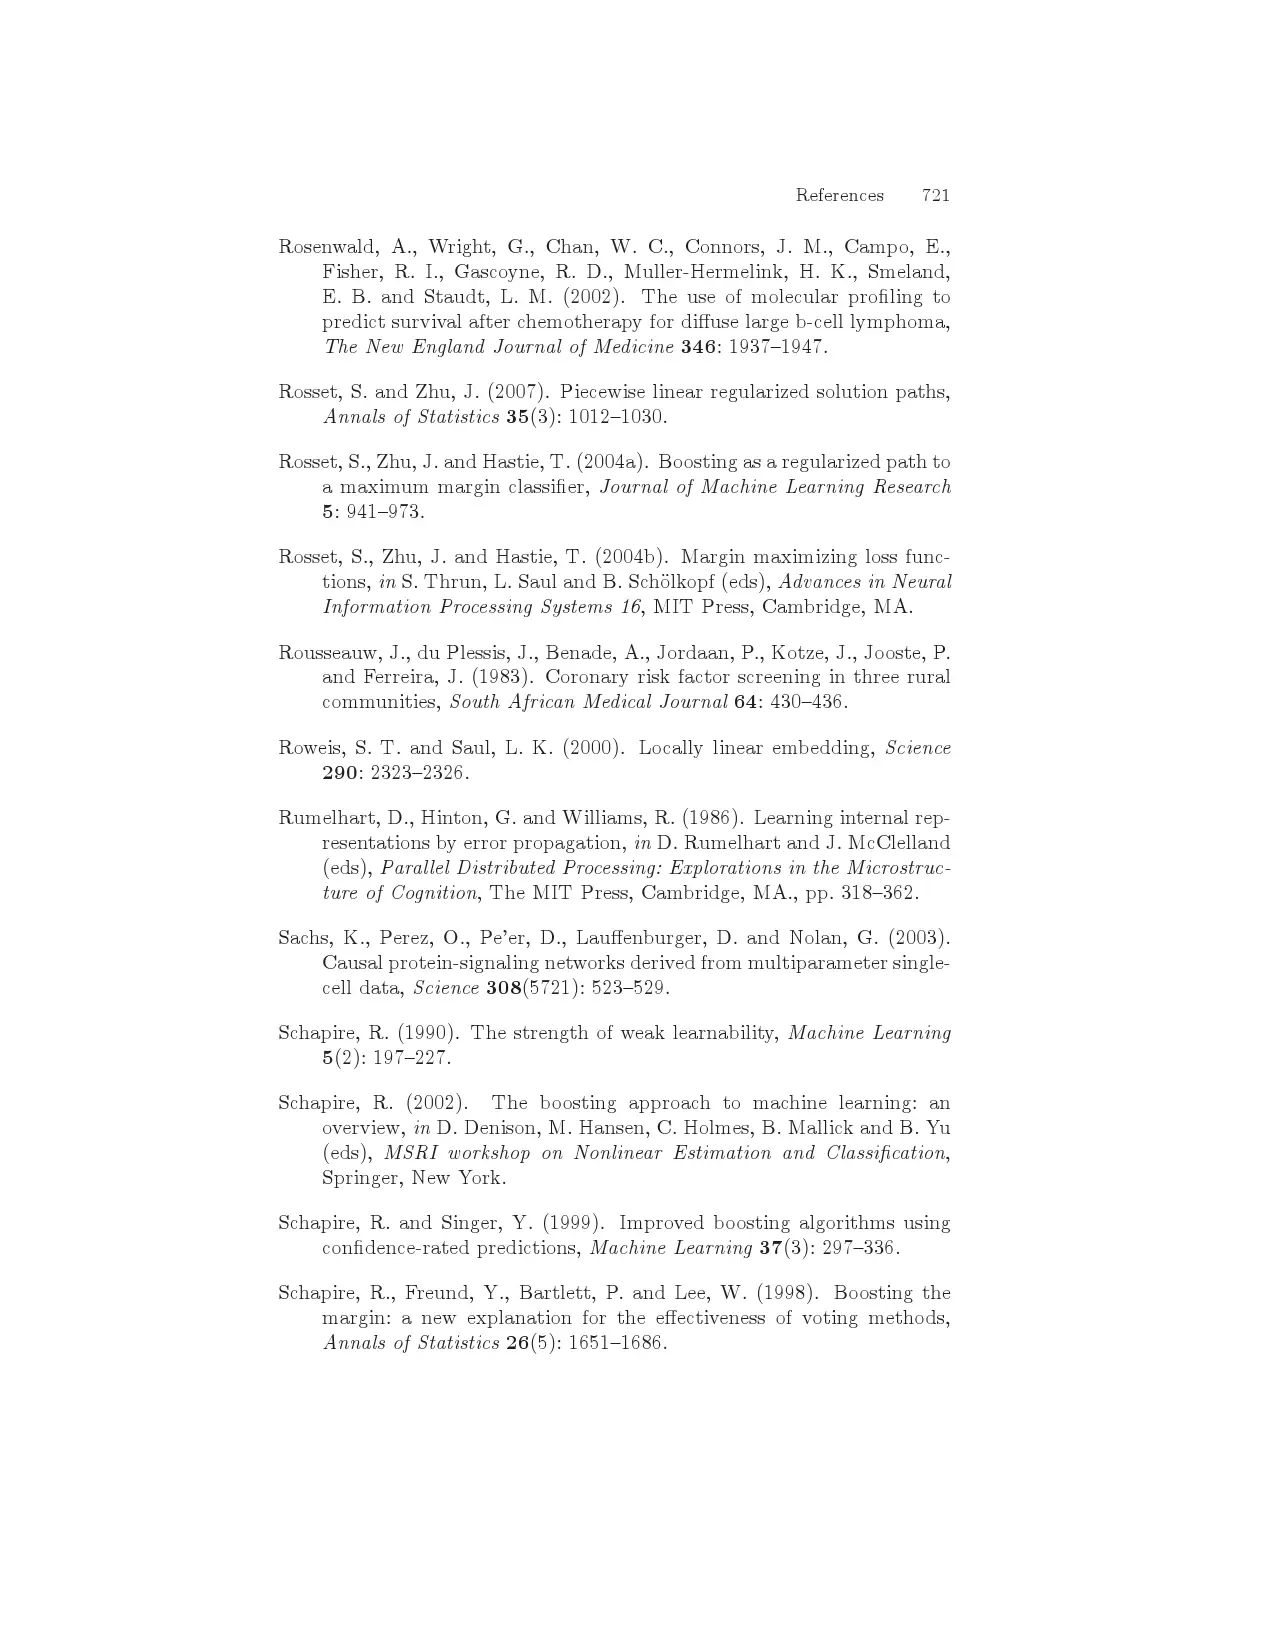 References 721
Rosenwald, A., Wright, G., Chan, W. C., Connors, J. M., Campo, E.,
Fisher, R. I., Gascoyne, R. D., Muller-Hermelink, H. K., Smeland,
E. B. and Staudt, L. M. (2002). The use of molecular profiling to
predict survival after chemotherapy for diffuse large b-cell lymphoma,
The New England Journal of Medicine 346: 1937–1947.
Rosset, S. and Zhu, J. (2007). Piecewise linear regularized solution paths,
Annals of Statistics 35(3): 1012–1030.
Rosset, S., Zhu, J. and Hastie, T. (2004a). Boosting as a regularized path to
a maximum margin classifier, Journal of Machine Learning Research
5: 941–973.
Rosset, S., Zhu, J. and Hastie, T. (2004b). Margin maximizing loss func-
tions, in S. Thrun, L. Saul and B. Schölkopf (eds), Advances in Neural
Information Processing Systems 16, MIT Press, Cambridge, MA.
Rousseauw, J., du Plessis, J., Benade, A., Jordaan, P., Kotze, J., Jooste, P.
and Ferreira, J. (1983). Coronary risk factor screening in three rural
communities, South African Medical Journal 64: 430–436.
Roweis, S. T. and Saul, L. K. (2000). Locally linear embedding, Science
290: 2323–2326.
Rumelhart, D., Hinton, G. and Williams, R. (1986). Learning internal rep-
resentations by error propagation, in D. Rumelhart and J. McClelland
(eds), Parallel Distributed Processing: Explorations in the Microstruc-
ture of Cognition, The MIT Press, Cambridge, MA., pp. 318–362.
Sachs, K., Perez, O., Pe'er, D., Lauffenburger, D. and Nolan, G. (2003).
Causal protein-signaling networks derived from multiparameter single-
cell data, Science 308(5721): 523–529.
Schapire, R. (1990). The strength of weak learnability, Machine Learning
5(2): 197–227.
Schapire, R. (2002). The boosting approach to machine learning: an
overview, in D. Denison, M. Hansen, C. Holmes, B. Mallick and B. Yu
(eds), MSRI workshop on Nonlinear Estimation and Classification,
Springer, New York.
Schapire, R. and Singer, Y. (1999). Improved boosting algorithms using
confidence-rated predictions, Machine Learning 37(3): 297–336.
Schapire, R., Freund, Y., Bartlett, P. and Lee, W. (1998). Boosting the
margin: a new explanation for the effectiveness of voting methods,
Annals of Statistics 26(5): 1651–1686.